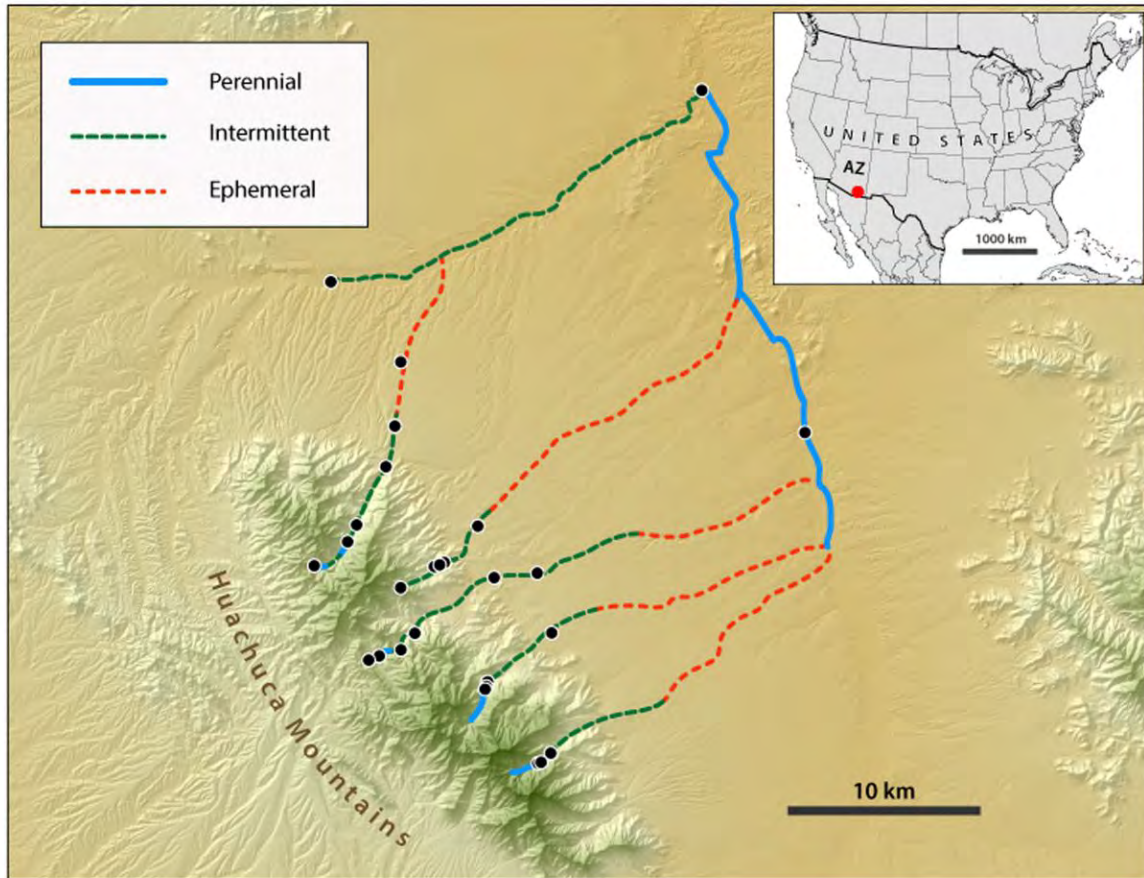 Perennial
Intermittent
Ephemeral
UNITED STATES
AZ
1000 km
Huachuca Mountains
10 km